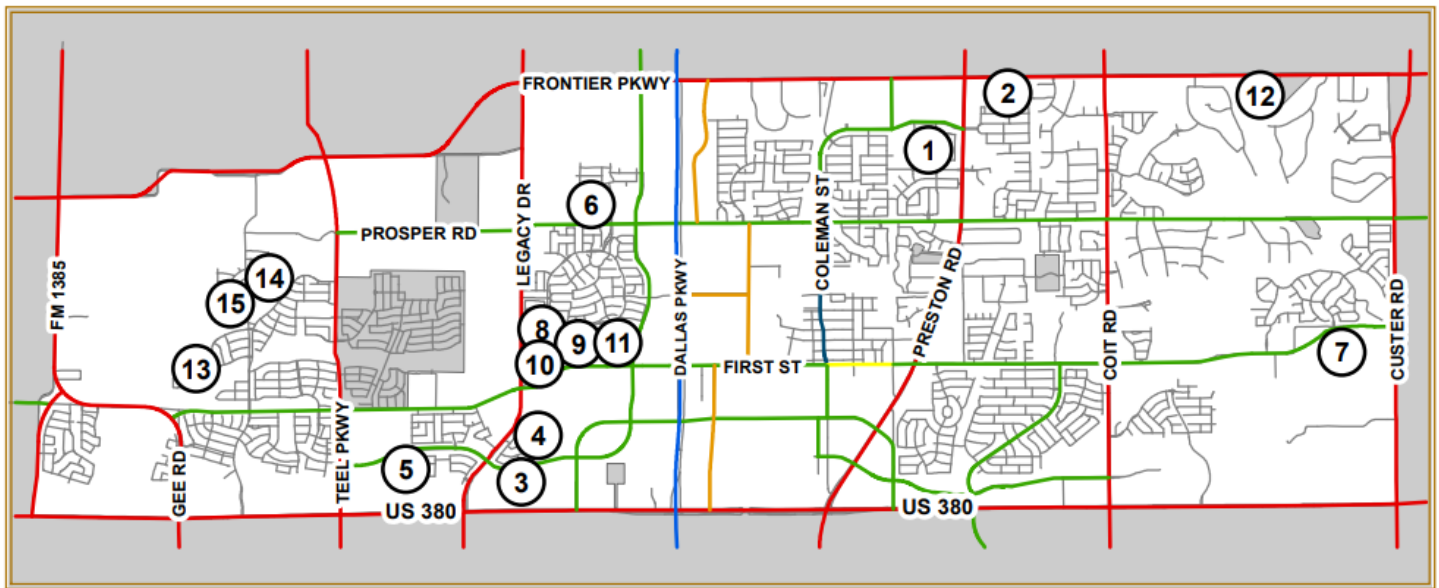 FRONTIER PKWY
2
12
1
LEGACY DR
COLEMAN ST
6
PROSPER RD
FM 1385
14
15
DALLAS PKWY
PRESTON RD
COIT RD
CUSTER RD
8
9
11
7
10
13
FIRST ST
TEEL PKWY
4
5
3
GEE RD
US 380
US 380